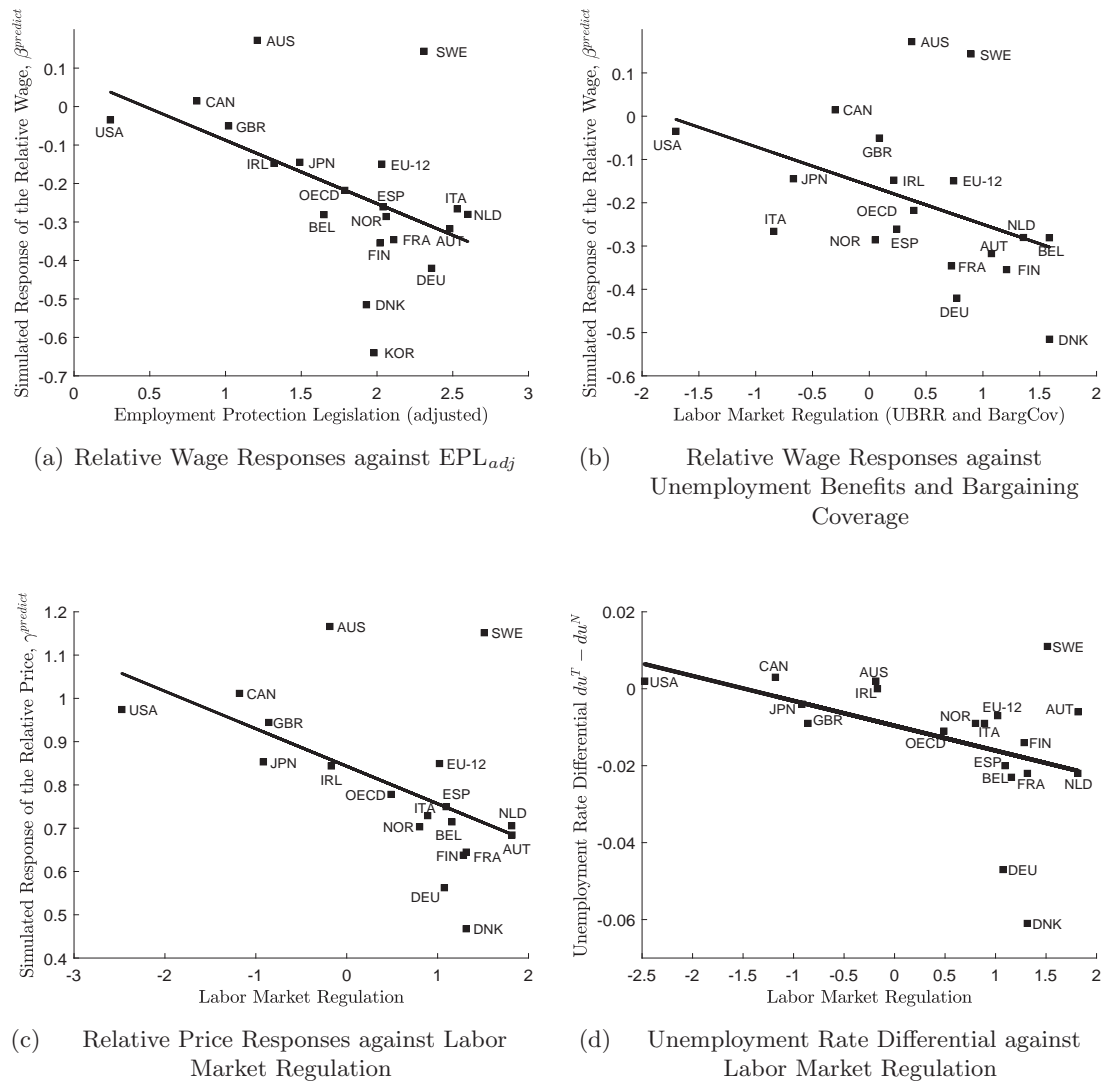 Simulated Response of the Relative Wage, β^{predict}
0.1
0
-0.1
-0.2
-0.3
-0.4
-0.5
-0.6
-0.7
AUS
SWE
CAN
USA
GBR
IRL
JPN
EU-12
OECD
ESP
ITA
BEL
NOR
NLD
FRA
AUT
FIN
DEU
DNK
KOR
0 0.5 1 1.5 2 2.5 3
Employment Protection Legislation (adjusted)
(a) Relative Wage Responses against EPL_{adj}
Simulated Response of the Relative Wage, β^{predict}
0.1
0
-0.1
-0.2
-0.3
-0.4
-0.5
-0.6
AUS
SWE
CAN
USA
GBR
JPN
IRL
EU-12
OECD
ITA
NOR
ESP
NLD
AUT
BEL
FRA
FIN
DEU
DNK
-2 -1.5 -1 -0.5 0 0.5 1 1.5 2
Labor Market Regulation (UBRR and BargCov)
(b) Relative Wage Responses against
Unemployment Benefits and Bargaining
Coverage
Simulated Response of the Relative Price, γ^{predict}
1.2
1.1
1
0.9
0.8
0.7
0.6
0.5
0.4
AUS
SWE
CAN
USA
GBR
JPN
IRL
EU-12
OECD
ESP
ITA
NOR
BEL
NLD
AUT
FIN
FRA
DEU
DNK
-3 -2 -1 0 1 2
Labor Market Regulation
(c) Relative Price Responses against Labor
Market Regulation
Unemployment Rate Differential du^T − du^N
0.02
0
-0.02
-0.04
-0.06
SWE
CAN
USA
AUS
IRL
JPN
GBR
EU-12
AUT
NOR
ITA
OECD
FIN
ESP
BEL
FRA
NLD
DEU
DNK
-2.5 -2 -1.5 -1 -0.5 0 0.5 1 1.5 2
Labor Market Regulation
(d) Unemployment Rate Differential against
Labor Market Regulation